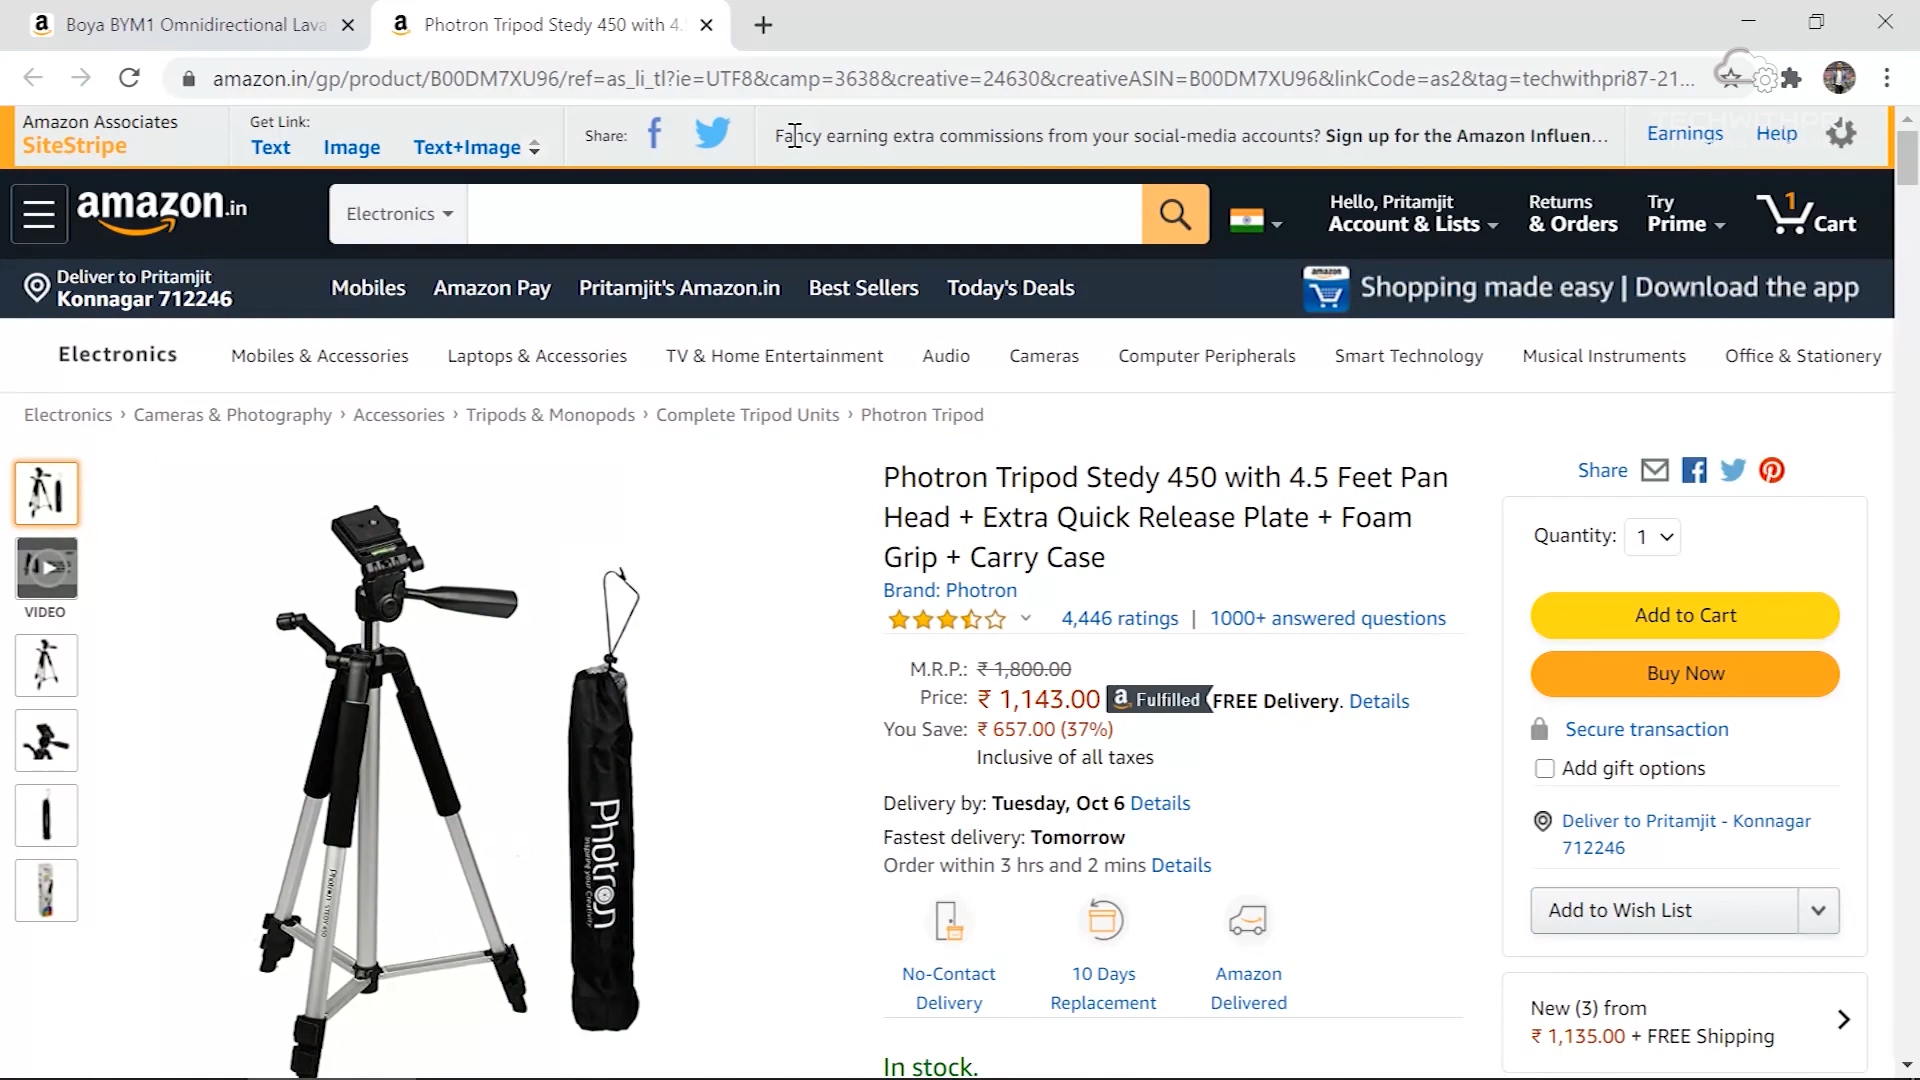 Boya BYM1 Omnidirectional Lava
Photron Tripod Stedy 450 with 4.
amazon.in/gp/product/B00DM7XU96/ref=as_li_tl?ie=UTF8&camp=3638&creative=24630&creativeASIN=B00DM7XU96&linkCode=as2&tag=techwithpri87-21...
Amazon Associates
SiteStripe
Get Link:
Text Image Text+Image
Share:
Fancy earning extra commissions from your social-media accounts? Sign up for the Amazon Influen...
Earnings Help
amazon.in
Electronics
Hello, Pritamjit
Account & Lists
Returns
& Orders
Try
Prime
1
Cart
Deliver to Pritamjit
Konnagar 712246
Mobiles Amazon Pay Pritamjit's Amazon.in Best Sellers Today's Deals
amazon
Shopping made easy | Download the app
Electronics Mobiles & Accessories Laptops & Accessories TV & Home Entertainment Audio Cameras Computer Peripherals Smart Technology Musical Instruments Office & Stationery
Electronics › Cameras & Photography › Accessories › Tripods & Monopods › Complete Tripod Units › Photron Tripod
VIDEO
Photron
Inspiring your Creativity
Photron STEDY 450
Photron Tripod Stedy 450 with 4.5 Feet Pan
Head + Extra Quick Release Plate + Foam
Grip + Carry Case
Brand: Photron
4,446 ratings | 1000+ answered questions
M.R.P.: ₹ 1,800.00
Price: ₹ 1,143.00 a Fulfilled FREE Delivery. Details
You Save: ₹ 657.00 (37%)
Inclusive of all taxes
Delivery by: Tuesday, Oct 6 Details
Fastest delivery: Tomorrow
Order within 3 hrs and 2 mins Details
No-Contact
Delivery
10 Days
Replacement
Amazon
Delivered
In stock.
Share
Quantity: 1
Add to Cart
Buy Now
Secure transaction
Add gift options
Deliver to Pritamjit - Konnagar
712246
Add to Wish List
New (3) from
₹ 1,135.00 + FREE Shipping